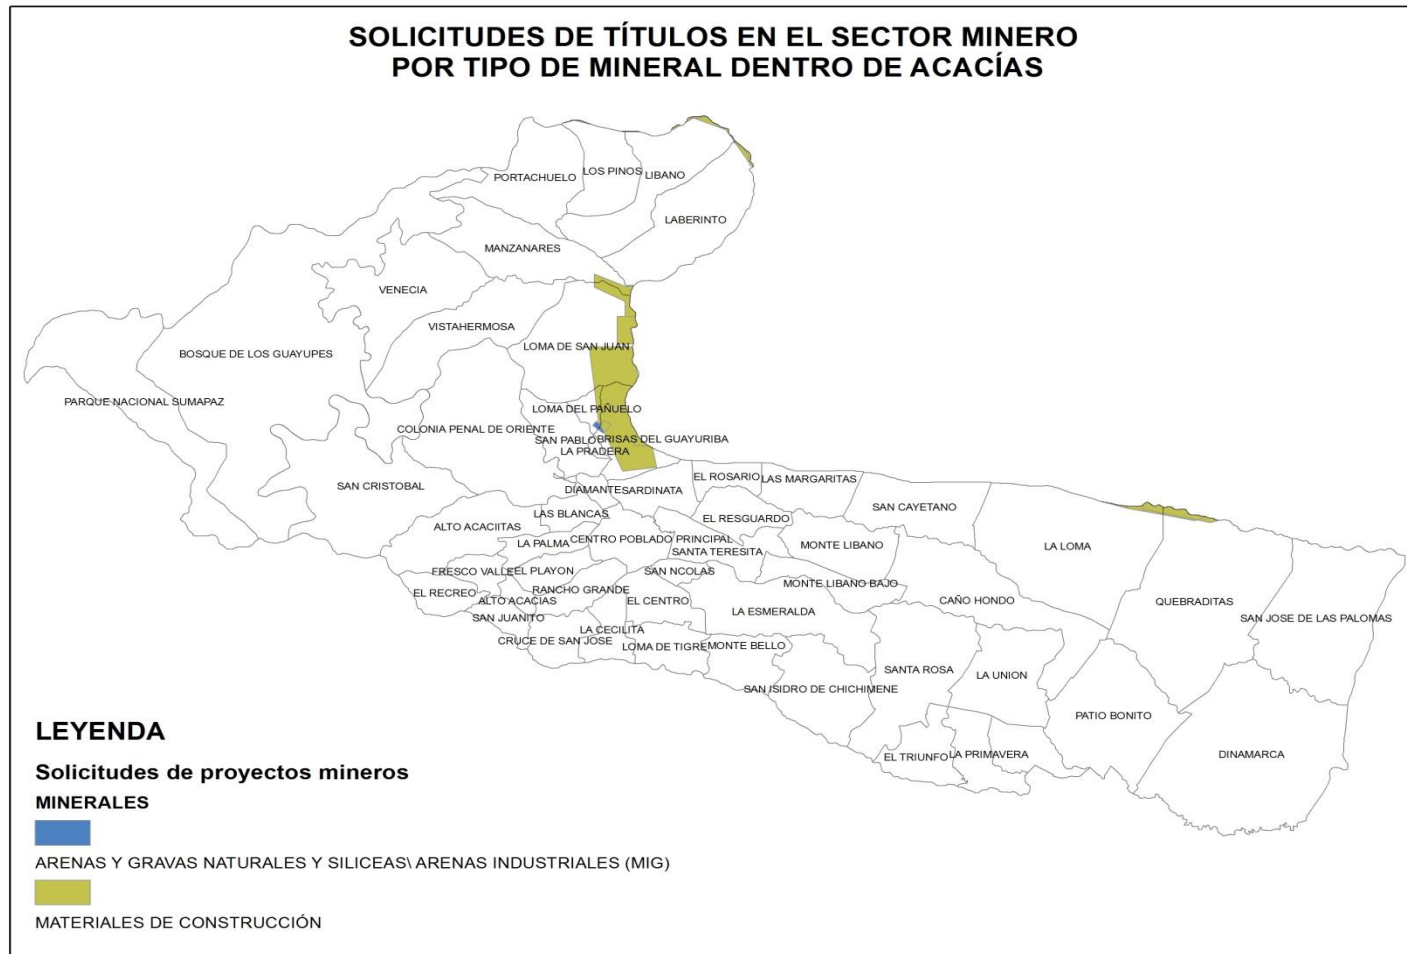 SOLICITUDES DE TÍTULOS EN EL SECTOR MINERO
POR TIPO DE MINERAL DENTRO DE ACACÍAS
PORTACHUELO
LOS PINOS
LIBANO
LABERINTO
MANZANARES
VENECIA
VISTAHERMOSA
LOMA DE SAN JUAN
BOSQUE DE LOS GUAYUPES
PARQUE NACIONAL SUMAPAZ
LOMA DEL PAÑUELO
COLONIA PENAL DE ORIENTE
SAN PABLO
BRISAS DEL GUAYURIBA
LA PRADERA
SAN CRISTOBAL
DIAMANTE
SARDINATA
EL ROSARIO
LAS MARGARITAS
SAN CAYETANO
LAS BLANCAS
EL RESGUARDO
ALTO ACACIITAS
LA PALMA
CENTRO POBLADO PRINCIPAL
SANTA TERESITA
MONTE LIBANO
LA LOMA
FRESCO VALLE
EL PLAYON
SAN NCOLAS
MONTE LIBANO BAJO
EL RECREO
RANCHO GRANDE
ALTO ACACIAS
EL CENTRO
LA ESMERALDA
CAÑO HONDO
QUEBRADITAS
SAN JOSE DE LAS PALOMAS
SAN JUANITO
LA CECILITA
CRUCE DE SAN JOSE
LOMA DE TIGRE
MONTE BELLO
SANTA ROSA
LA UNION
SAN ISIDRO DE CHICHIMENE
PATIO BONITO
EL TRIUNFO
LA PRIMAVERA
DINAMARCA
LEYENDA
Solicitudes de proyectos mineros
MINERALES
ARENAS Y GRAVAS NATURALES Y SILICEAS\ ARENAS INDUSTRIALES (MIG)
MATERIALES DE CONSTRUCCIÓN